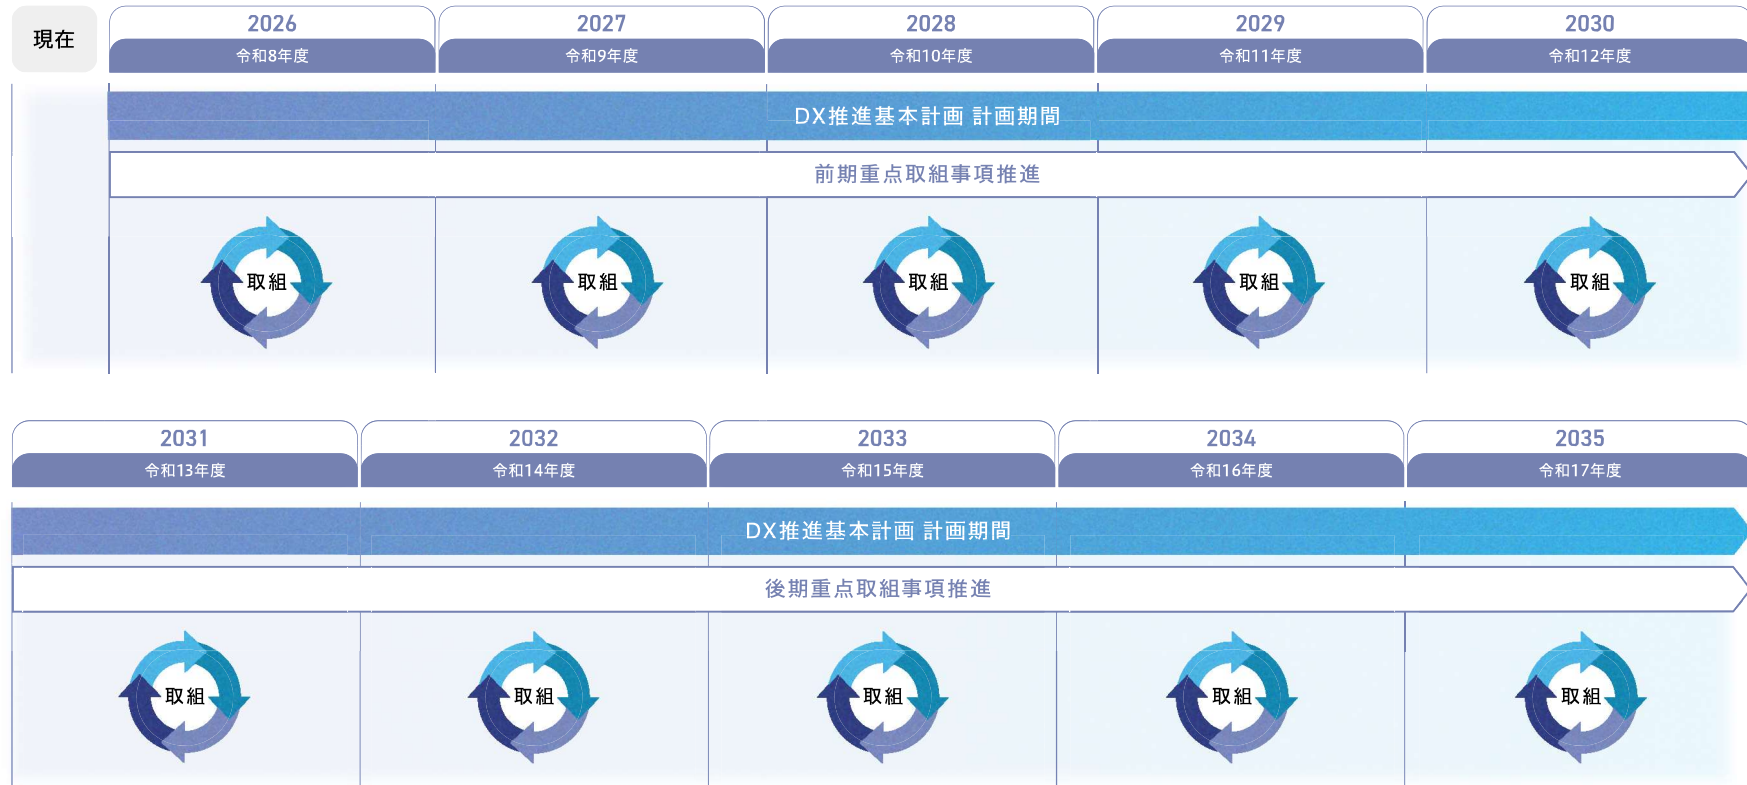 現在
2026
2027
2028
2029
2030
令和8年度
令和9年度
令和10年度
令和11年度
令和12年度
DX推進基本計画 計画期間
前期重点取組事項推進
取組
取組
取組
取組
取組
2031
2032
2033
2034
2035
令和13年度
令和14年度
令和15年度
令和16年度
令和17年度
DX推進基本計画 計画期間
後期重点取組事項推進
取組
取組
取組
取組
取組